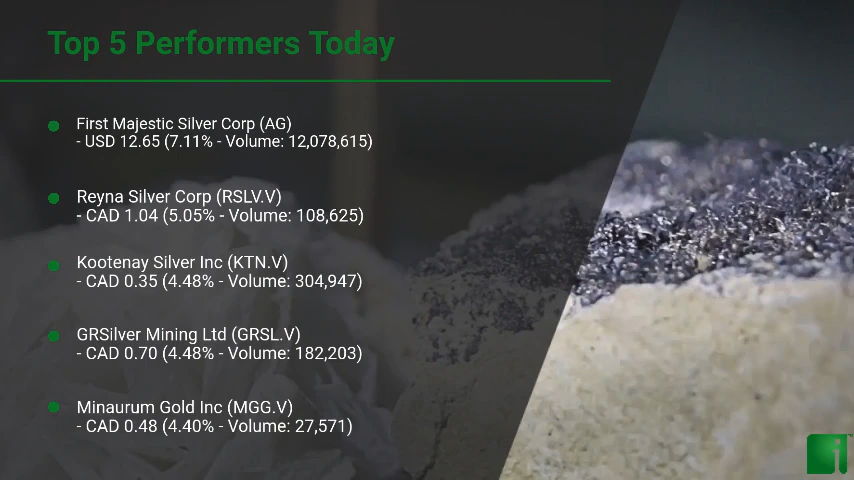 Top 5 Performers Today
First Majestic Silver Corp (AG)
- USD 12.65 (7.11% - Volume: 12,078,615)
Reyna Silver Corp (RSLV.V)
- CAD 1.04 (5.05% - Volume: 108,625)
Kootenay Silver Inc (KTN.V)
- CAD 0.35 (4.48% - Volume: 304,947)
GRSilver Mining Ltd (GRSL.V)
- CAD 0.70 (4.48% - Volume: 182,203)
Minaurum Gold Inc (MGG.V)
- CAD 0.48 (4.40% - Volume: 27,571)
i